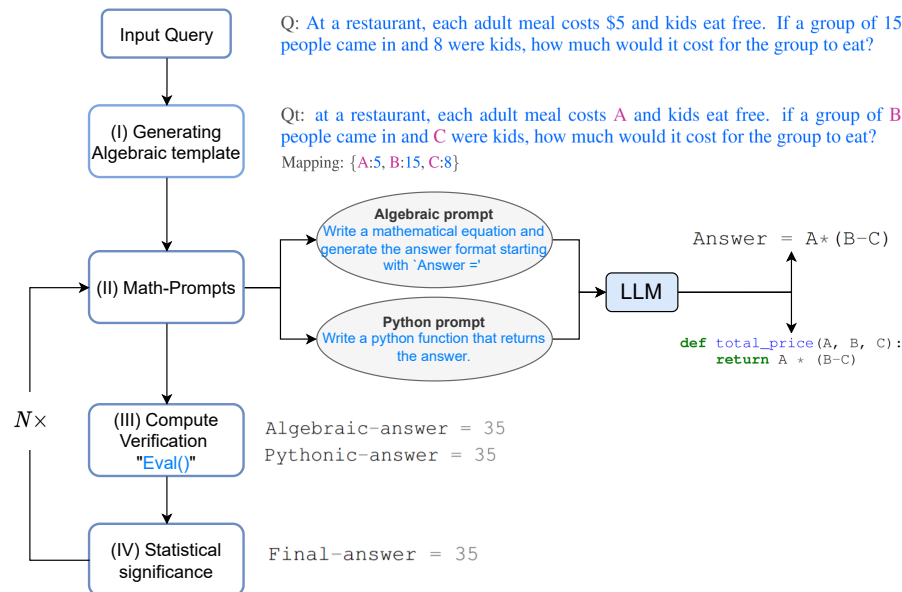 Input Query
Q: At a restaurant, each adult meal costs $5 and kids eat free. If a group of 15
people came in and 8 were kids, how much would it cost for the group to eat?
(I) Generating
Algebraic template
Qt: at a restaurant, each adult meal costs A and kids eat free. if a group of B
people came in and C were kids, how much would it cost for the group to eat?
Mapping: {A:5, B:15, C:8}
(II) Math-Prompts
Algebraic prompt
Write a mathematical equation and
generate the answer format starting
with `Answer ='
Python prompt
Write a python function that returns
the answer.
LLM
Answer = A*(B-C)
def total_price(A, B, C):
return A * (B-C)
N×
(III) Compute
Verification
"Eval()"
Algebraic-answer = 35
Pythonic-answer = 35
(IV) Statistical
significance
Final-answer = 35